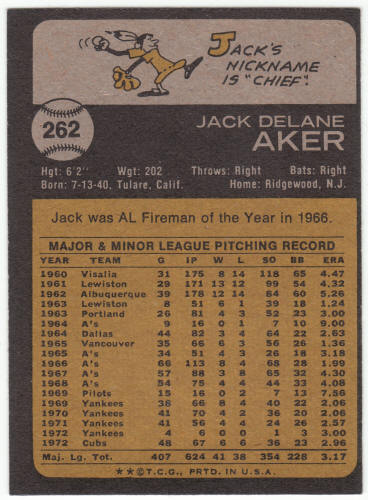 JACK'S
NICKNAME
IS "CHIEF".
262
JACK DELANE
AKER
Hgt: 6'2" Wgt: 202 Throws: Right Bats: Right
Born: 7-13-40, Tulare, Calif. Home: Ridgewood, N.J.
Jack was AL Fireman of the Year in 1966.
MAJOR & MINOR LEAGUE PITCHING RECORD
YEAR TEAM G IP W L SO BB ERA
1960 Visalia 31 175 8 14 118 65 4.47
1961 Lewiston 29 171 13 12 99 54 4.32
1962 Albuquerque 39 178 12 14 84 60 5.26
1963 Lewiston 8 51 6 1 39 18 1.24
1963 Portland 26 81 4 3 52 23 3.00
1964 A's 9 16 0 1 7 10 9.00
1964 Dallas 44 82 3 4 64 22 2.63
1965 Vancouver 35 66 6 3 56 26 1.36
1965 A's 34 51 4 3 26 18 3.18
1966 A's 66 113 8 4 68 28 1.99
1967 A's 57 88 3 8 65 32 4.30
1968 A's 54 75 4 4 44 33 4.08
1969 Pilots 15 16 0 2 7 13 7.56
1969 Yankees 38 66 8 4 40 22 2.06
1970 Yankees 41 70 4 2 36 20 2.06
1971 Yankees 41 56 4 4 24 26 2.57
1972 Yankees 4 6 0 0 1 3 3.00
1972 Cubs 48 67 6 6 36 23 2.96
Maj. Lg. Tot. 407 624 41 38 354 228 3.17
★★©T.C.G., PRTD. IN U.S.A.